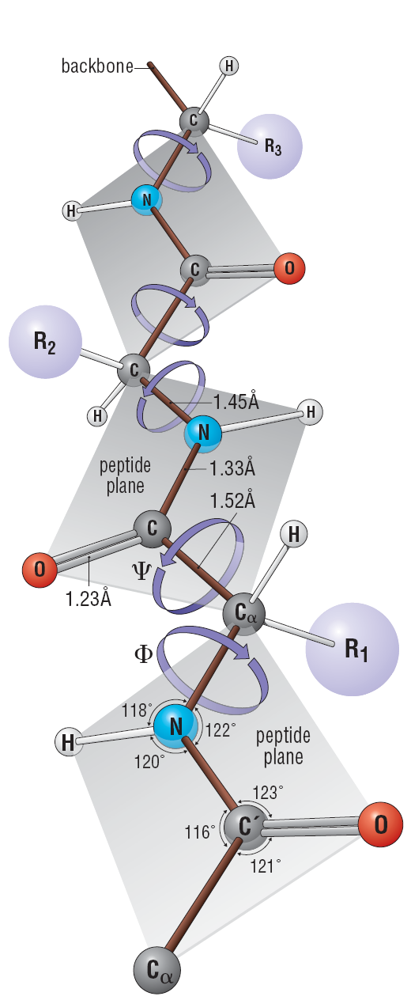 backbone
H
C
R3
N
H
C
O
R2
C
H
1.45Å
H
N
peptide
plane
1.33Å
1.52Å
C
H
O
Ψ
1.23Å
Cα
R1
Φ
118°
N
122°
H
120°
peptide
plane
123°
116°
C´
O
121°
Cα